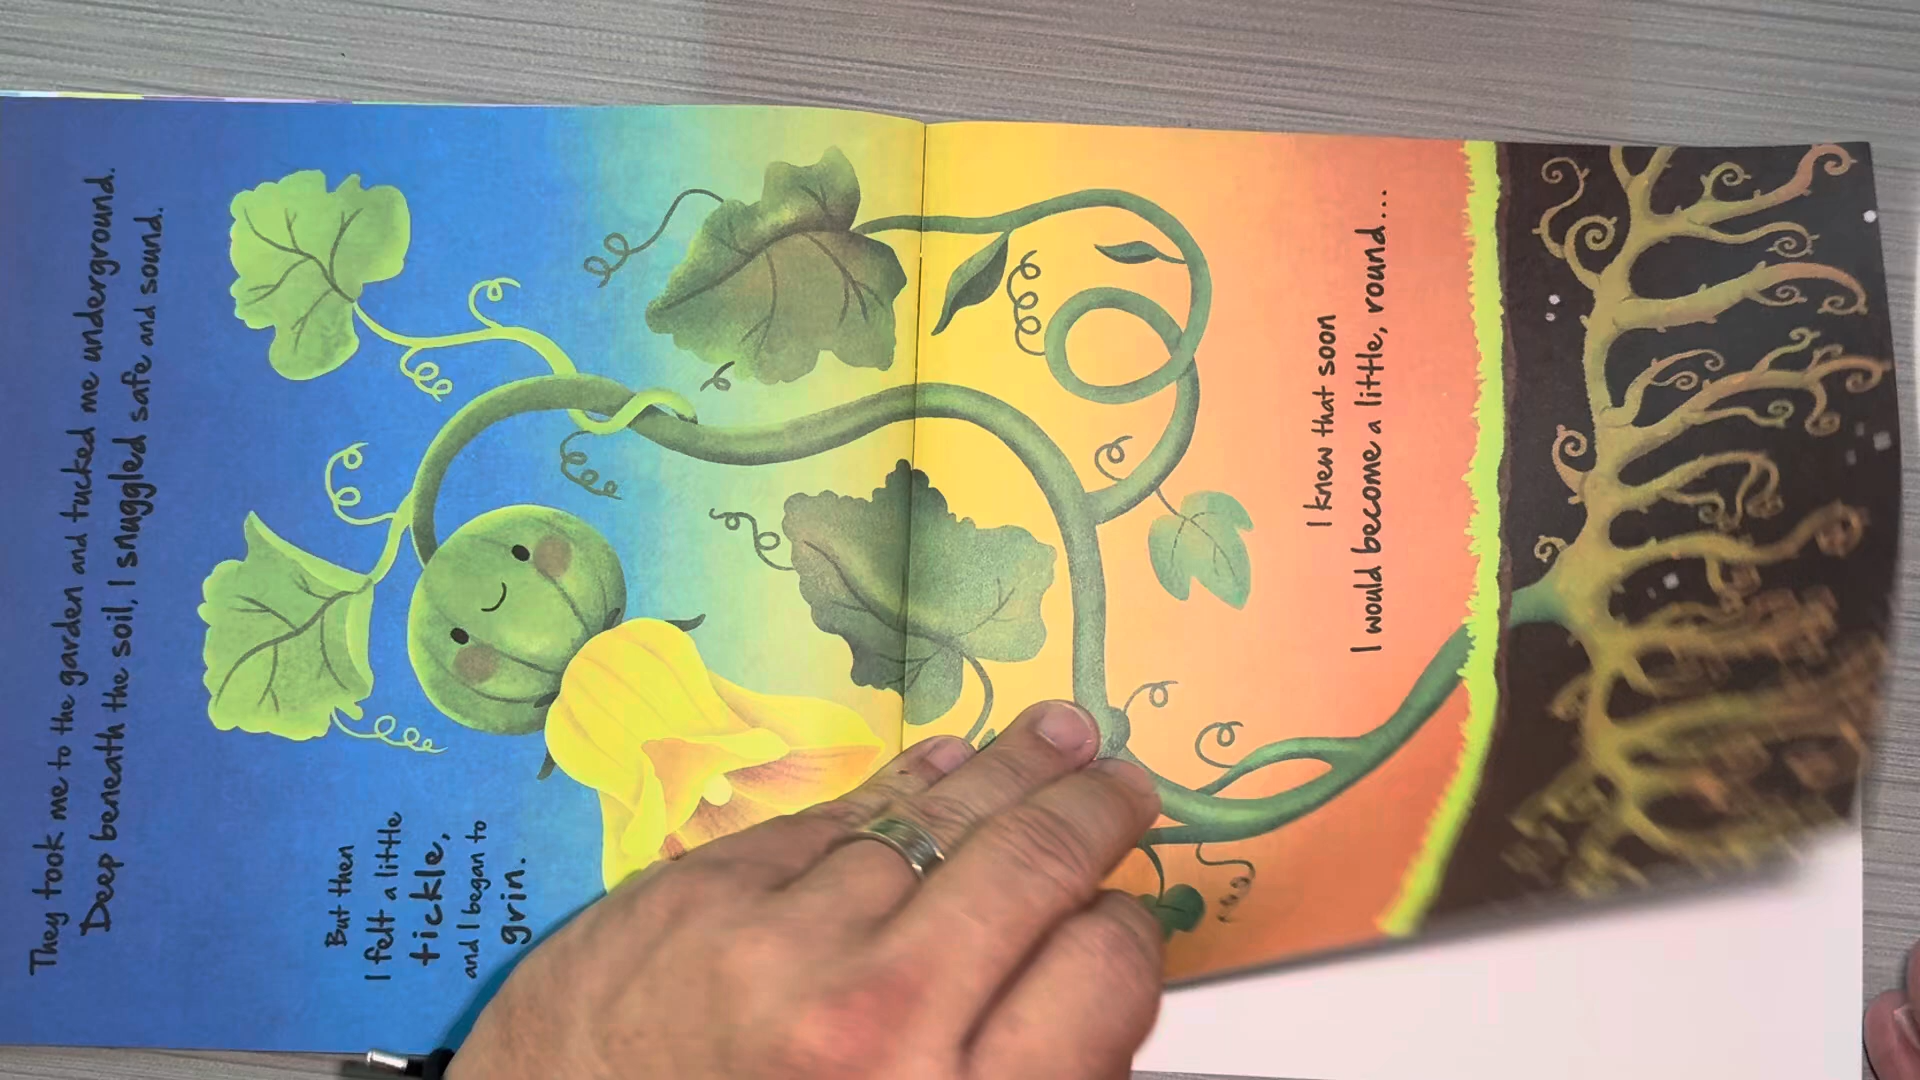 They took me to the garden and tucked me underground.
Deep beneath the soil, I snuggled safe and sound.
But then
I felt a little
tickle,
and I began to
grin.
I knew that soon
I would become a little, round...